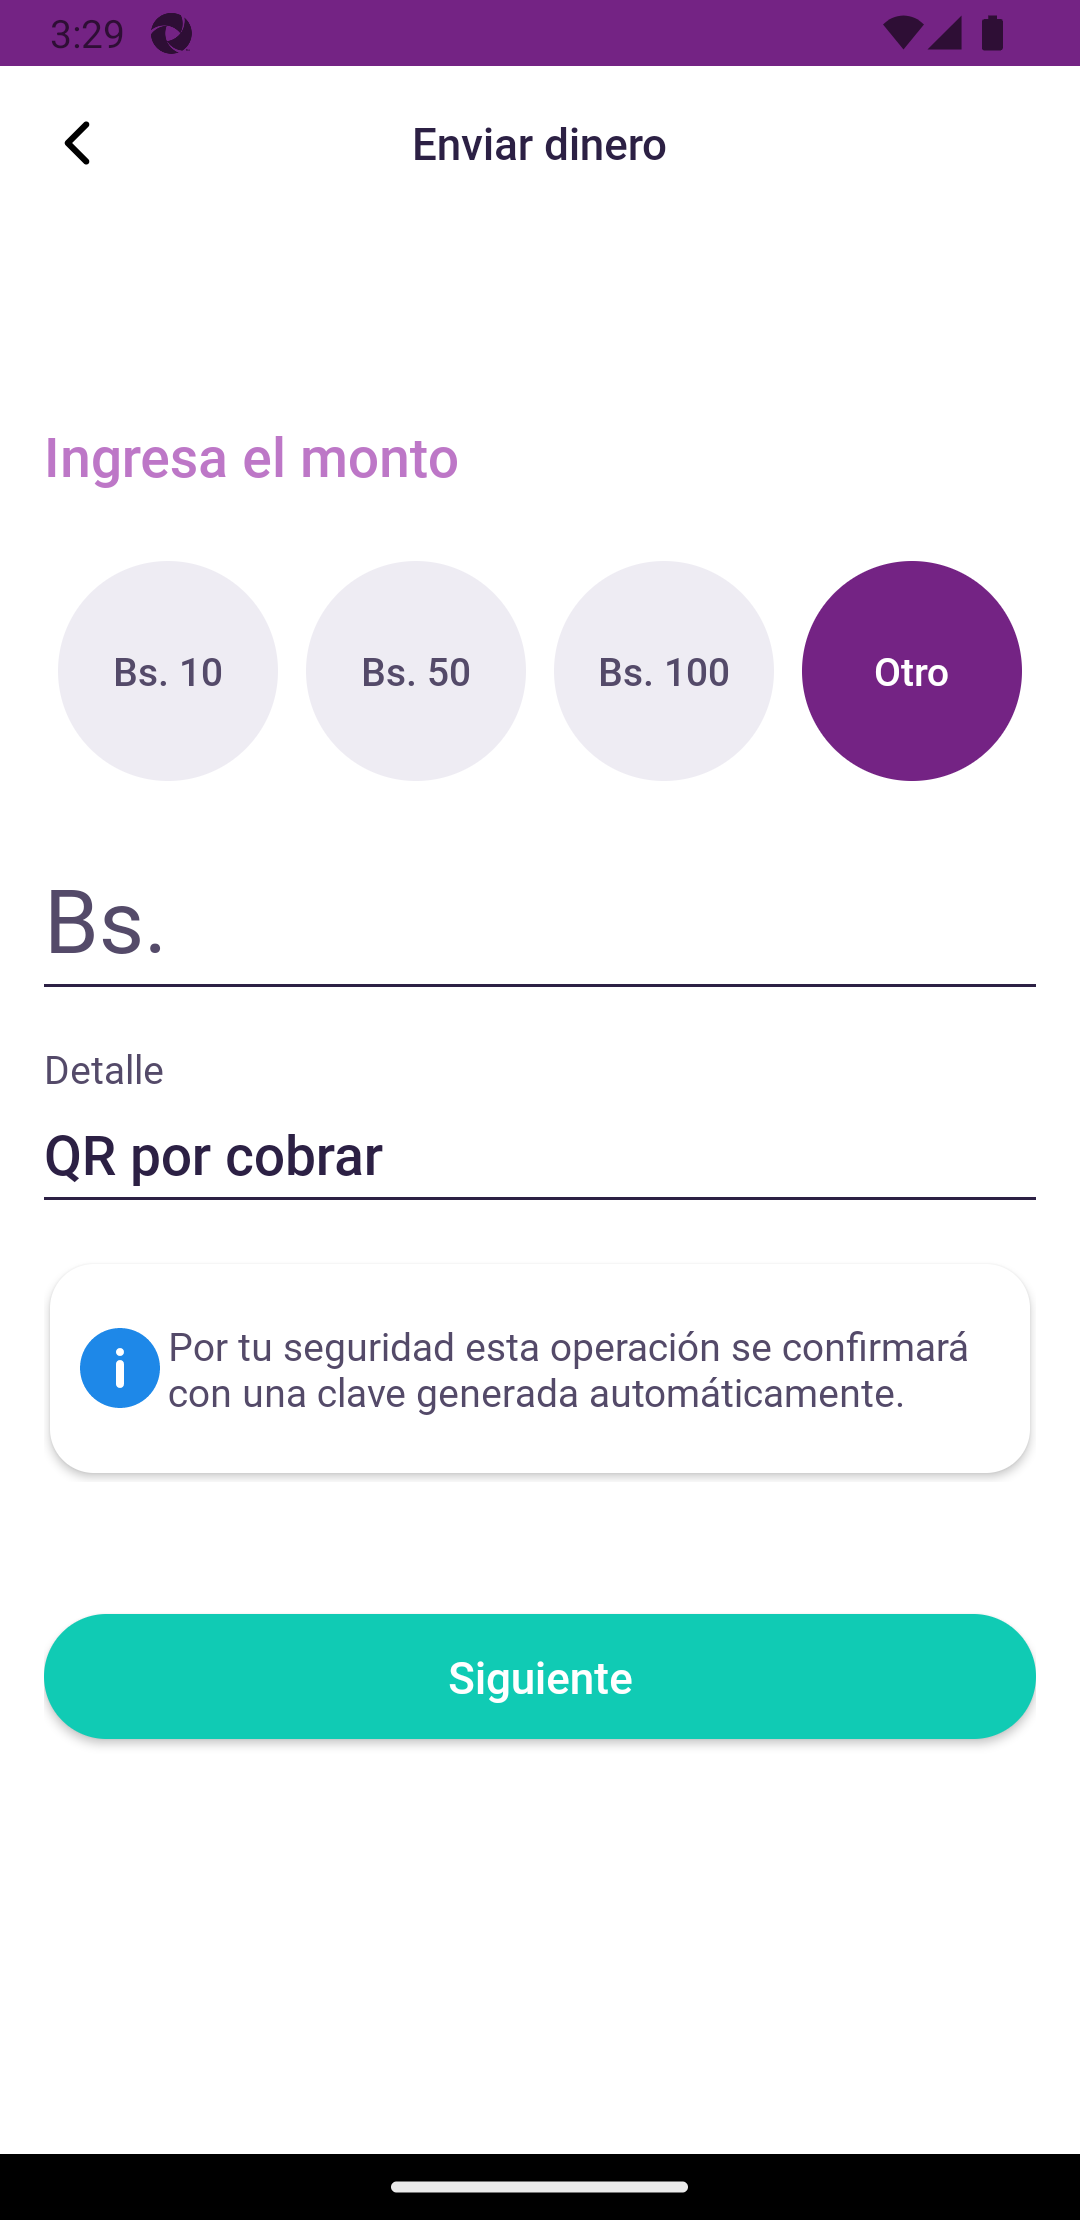 3:29
Enviar dinero
Ingresa el monto
Bs. 10
Bs. 50
Bs. 100
Otro
Bs.
Detalle
QR por cobrar
Por tu seguridad esta operación se confirmará
con una clave generada automáticamente.
Siguiente